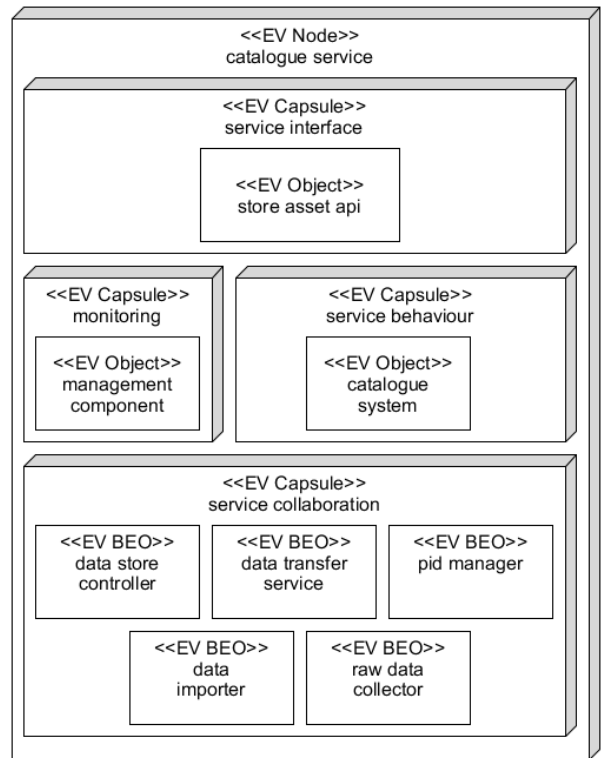 <<EV Node>>
catalogue service
<<EV Capsule>>
service interface
<<EV Object>>
store asset api
<<EV Capsule>>
monitoring
<<EV Object>>
management
component
<<EV Capsule>>
service behaviour
<<EV Object>>
catalogue
system
<<EV Capsule>>
service collaboration
<<EV BEO>>
data store
controller
<<EV BEO>>
data transfer
service
<<EV BEO>>
pid manager
<<EV BEO>>
data
importer
<<EV BEO>>
raw data
collector